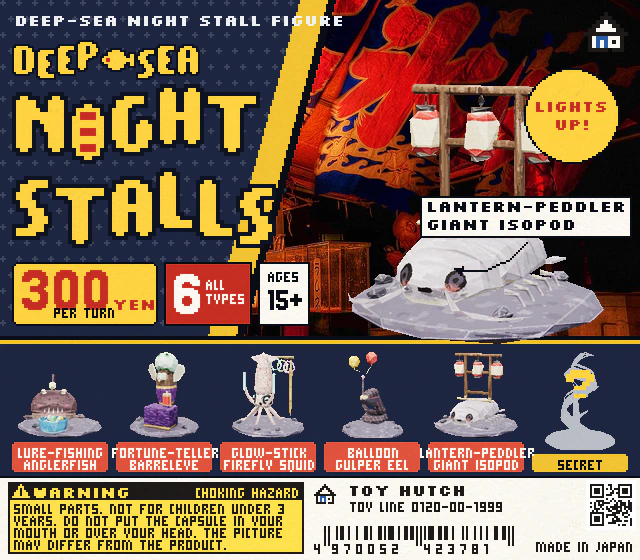 DEEP-SEA NIGHT STALL FIGURE
DEEP SEA
NIGHT
STALLS
300 YEN
PER TURN
6 ALL TYPES
AGES 15+
LIGHTS UP!
LANTERN-PEDDLER
GIANT ISOPOD
LURE-FISHING
ANGLERFISH
FORTUNE-TELLER
BARRELEYE
GLOW-STICK
FIREFLY SQUID
BALLOON
GULPER EEL
LANTERN-PEDDLER
GIANT ISOPOD
SECRET
WARNING CHOKING HAZARD
SMALL PARTS. NOT FOR CHILDREN UNDER 3
YEARS. DO NOT PUT THE CAPSULE IN YOUR
MOUTH OR OVER YOUR HEAD. THE PICTURE
MAY DIFFER FROM THE PRODUCT.
TOY HUTCH
TOY LINE 0120-00-1999
4 970052 423781
MADE IN JAPAN